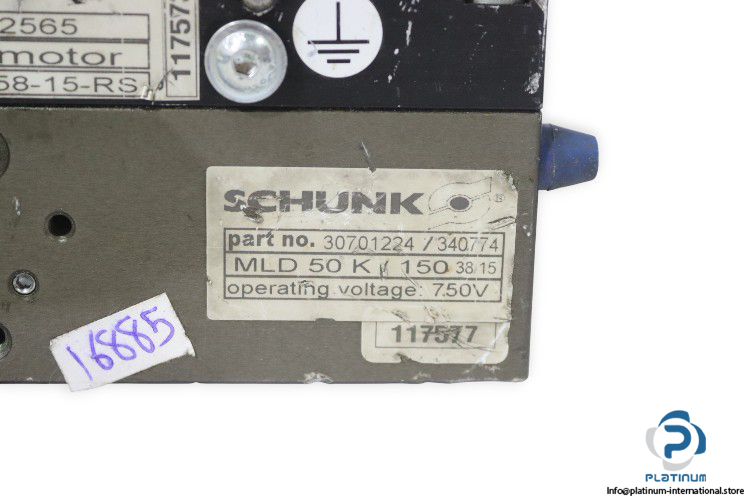 2565
motor
58-15-RS
11757
SCHUNK
part no. 30701224 / 340774
MLD 50 K / 150 38/15
operating voltage: 750V
117577
16885
PLATINUM
Info@platinum-international.store